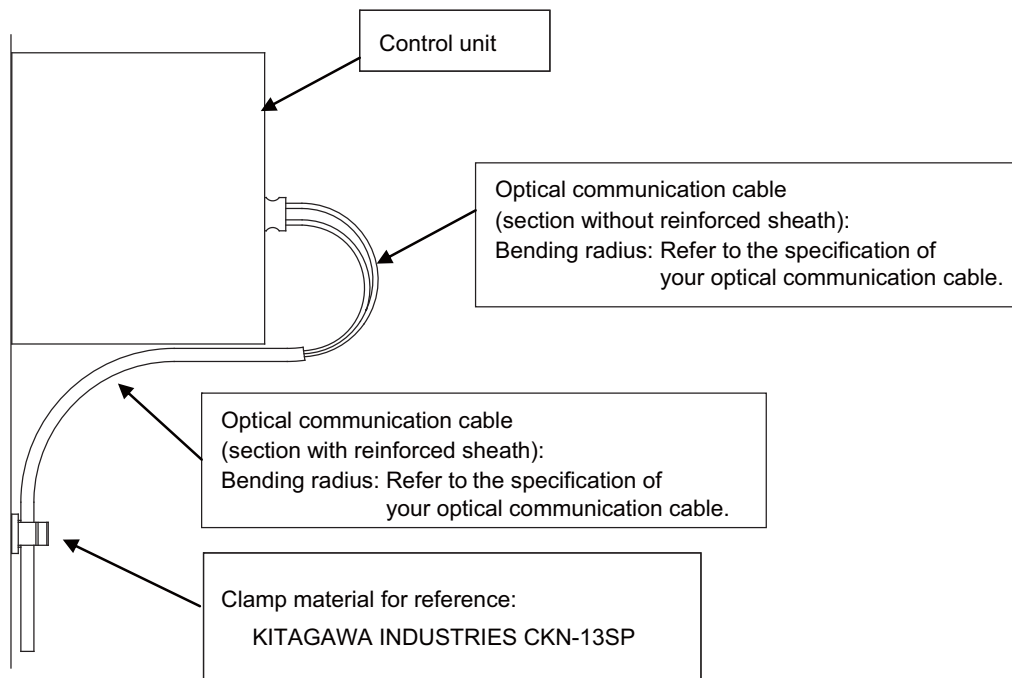 Control unit
Optical communication cable
(section without reinforced sheath):
Bending radius: Refer to the specification of
your optical communication cable.
Optical communication cable
(section with reinforced sheath):
Bending radius: Refer to the specification of
your optical communication cable.
Clamp material for reference:
KITAGAWA INDUSTRIES CKN-13SP